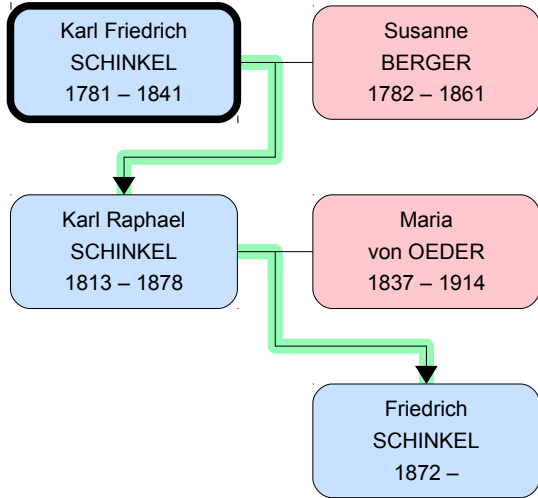 Karl Friedrich
SCHINKEL
1781 – 1841
Susanne
BERGER
1782 – 1861
Karl Raphael
SCHINKEL
1813 – 1878
Maria
von OEDER
1837 – 1914
Friedrich
SCHINKEL
1872 –